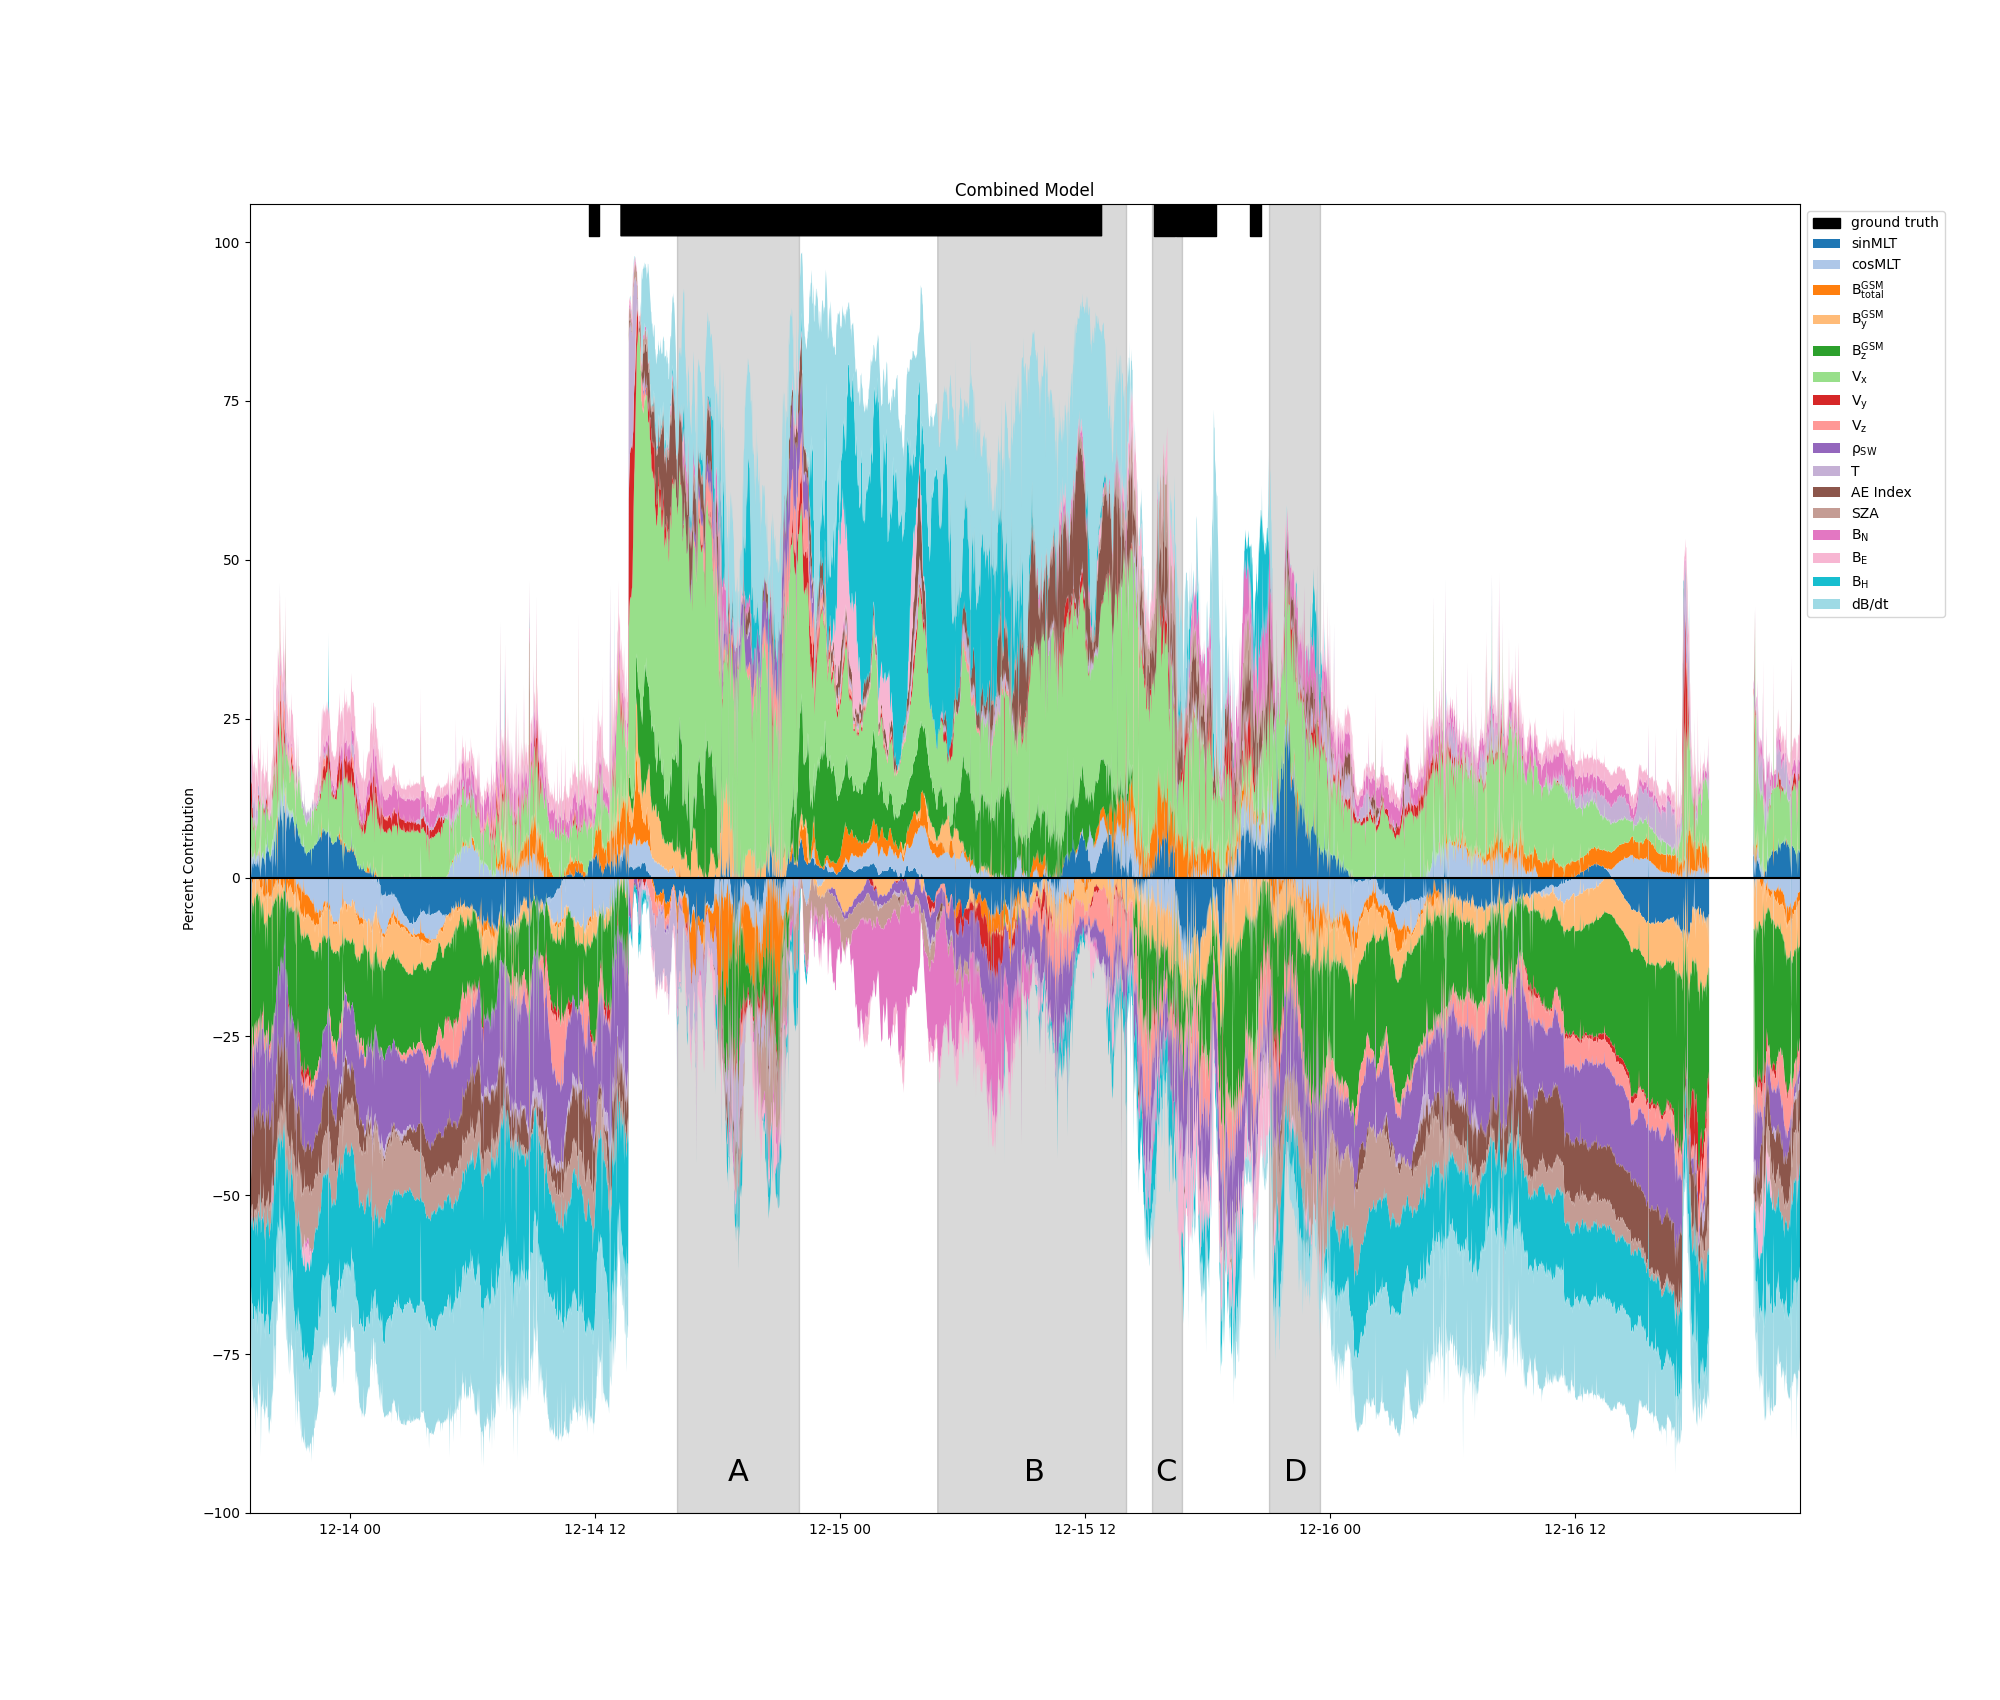 Combined Model
Percent Contribution
100
75
50
25
0
−25
−50
−75
−100
12-14 00
12-14 12
12-15 00
12-15 12
12-16 00
12-16 12
A
B
C
D
ground truth
sinMLT
cosMLT
B_total^GSM
B_y^GSM
B_z^GSM
V_x
V_y
V_z
ρ_SW
T
AE Index
SZA
B_N
B_E
B_H
dB/dt